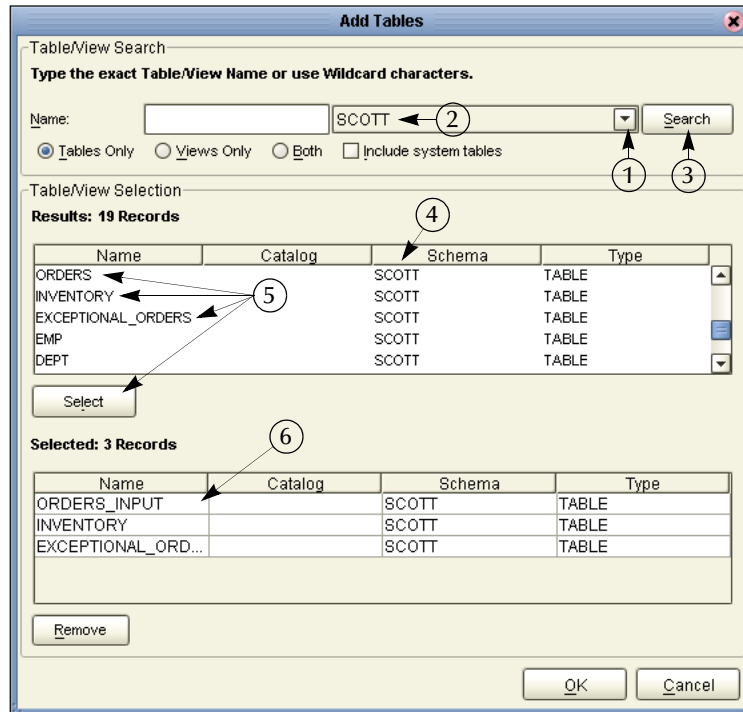 Add Tables
Table/View Search
Type the exact Table/View Name or use Wildcard characters.
Name: SCOTT 2 Search
Tables Only Views Only Both Include system tables 1 3
Table/View Selection
Results: 19 Records 4
Name Catalog Schema Type
ORDERS SCOTT TABLE
INVENTORY SCOTT TABLE
5
EXCEPTIONAL_ORDERS SCOTT TABLE
EMP SCOTT TABLE
DEPT SCOTT TABLE
Select
Selected: 3 Records 6
Name Catalog Schema Type
ORDERS_INPUT SCOTT TABLE
INVENTORY SCOTT TABLE
EXCEPTIONAL_ORD... SCOTT TABLE
Remove
OK Cancel